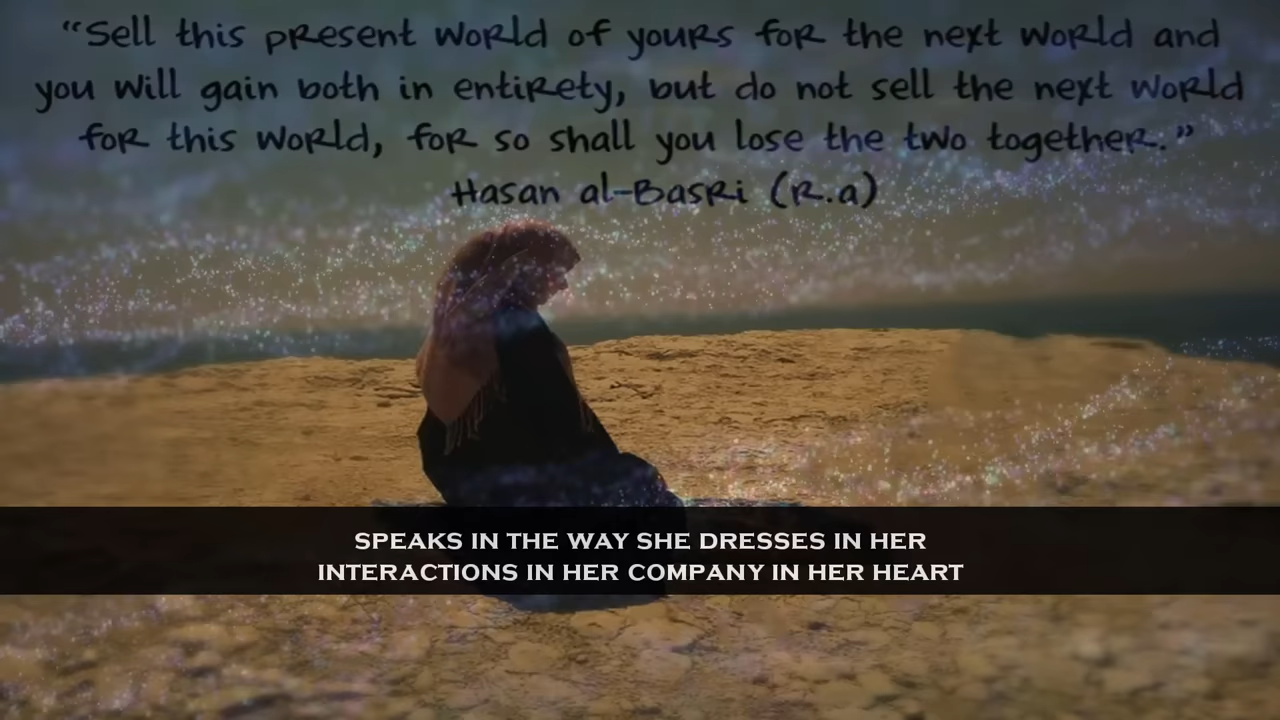 “Sell this present world of yours for the next world and
you will gain both in entirety, but do not sell the next world
for this world, for so shall you lose the two together.”
Hasan al-Basri (R.a)
SPEAKS IN THE WAY SHE DRESSES IN HER
INTERACTIONS IN HER COMPANY IN HER HEART